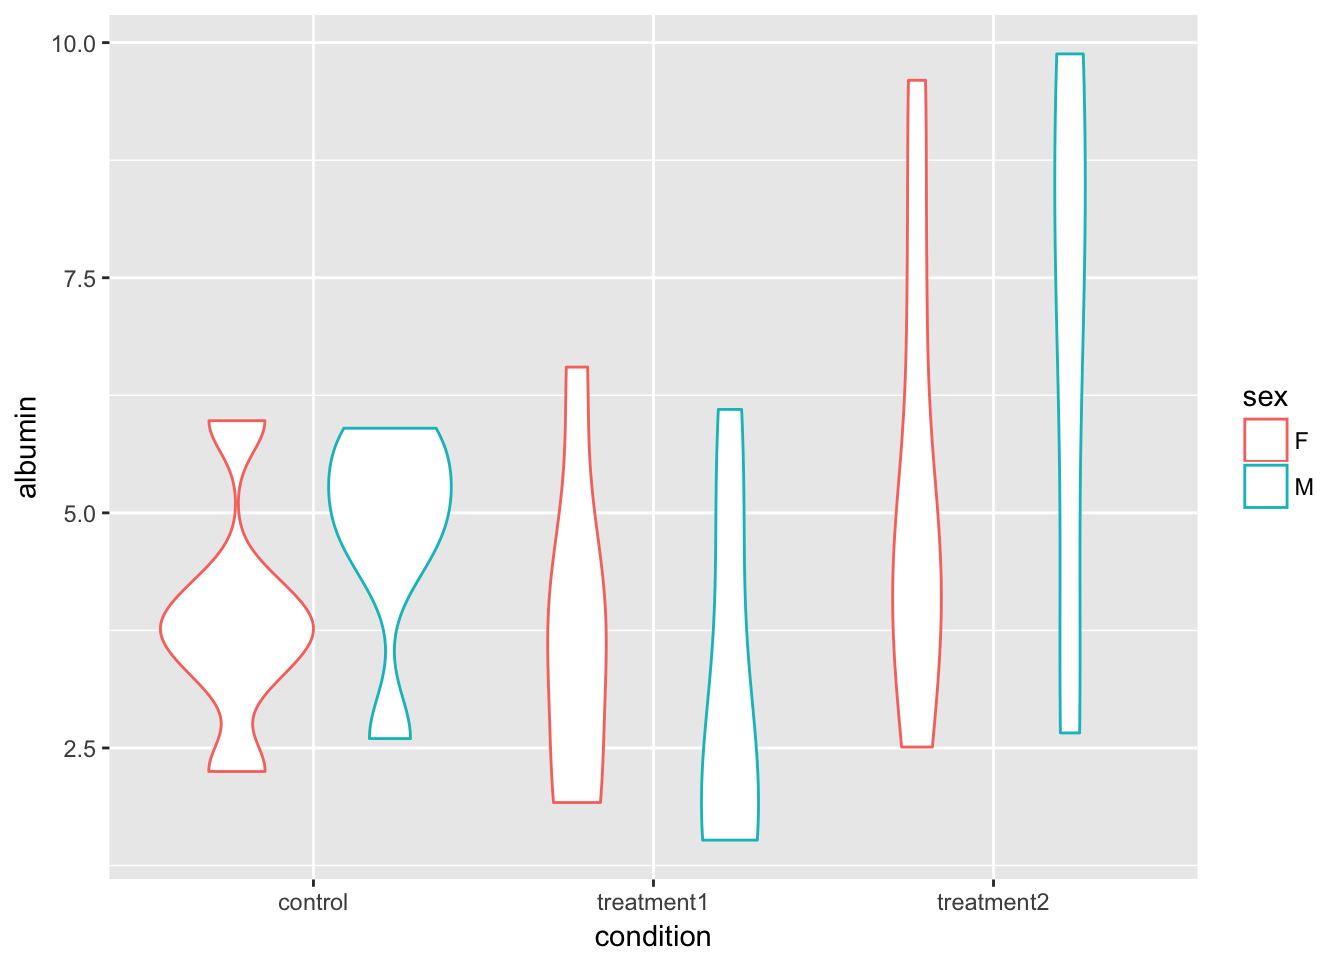 10.0
7.5
5.0
2.5
albumin
control
treatment1
treatment2
condition
sex
F
M